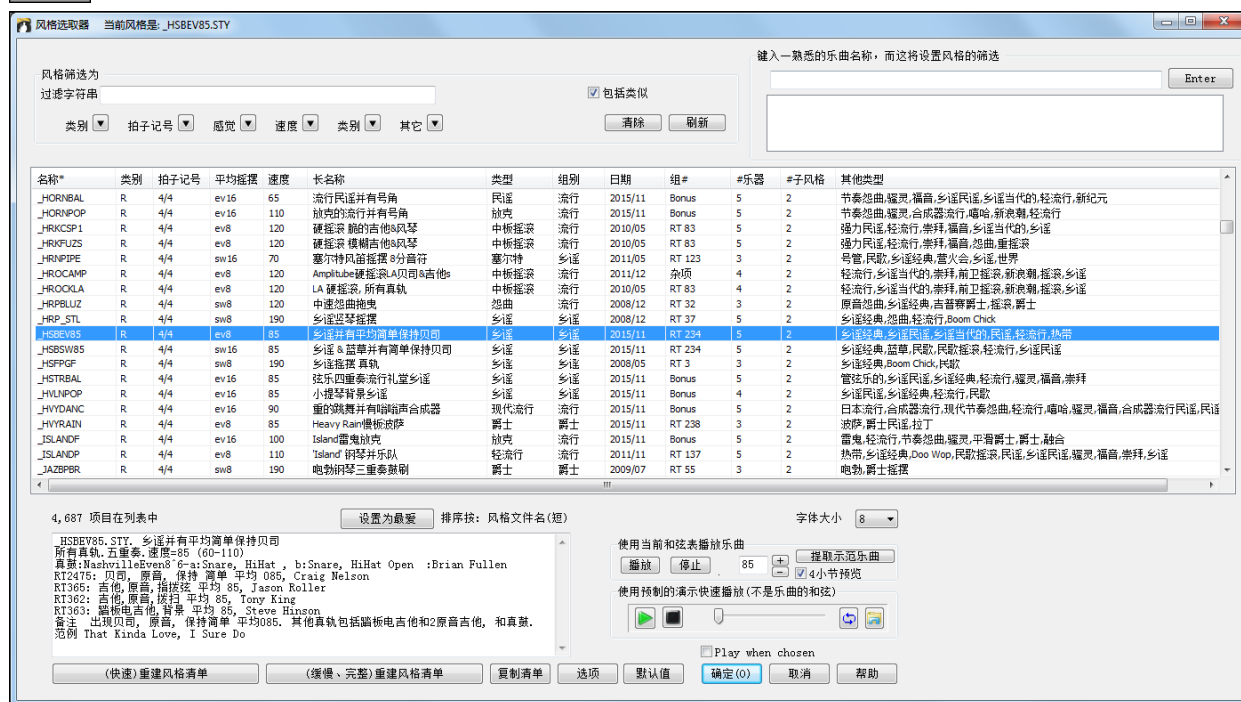 风格选取器 当前风格是: _HSBEV85.STY
键入一熟悉的乐曲名称,而这将设置风格的筛选
Enter
风格筛选为
过滤字符串
包括类似
类别 拍子记号 感觉 速度 类别 其它 清除 刷新
名称* 类别 拍子记号 平均摇摆 速度 长名称 类型 组别 日期 组# #乐器 #子风格 其他类型
_HORNBAL R 4/4 ev16 65 流行民谣并有号角 民谣 流行 2015/11 Bonus 5 2 节奏怨曲,骚灵,福音,乡谣民谣,乡谣当代的,轻流行,新纪元
_HORNPOP R 4/4 ev16 110 放克的流行并有号角 放克 流行 2015/11 Bonus 5 2 节奏怨曲,骚灵,合成器流行,嘻哈,新浪潮,轻流行
_HRKCSP1 R 4/4 ev8 120 硬摇滚 脆的吉他&风琴 中板摇滚 流行 2010/05 RT 83 5 2 强力民谣,轻流行,崇拜,福音,乡谣当代的,乡谣
_HRKFUZS R 4/4 ev8 120 硬摇滚 模糊吉他&风琴 中板摇滚 流行 2010/05 RT 83 5 2 强力民谣,轻流行,崇拜,福音,怨曲,重摇滚
_HRNPIPE R 4/4 sw16 70 塞尔特风笛摇摆 8分音符 塞尔特 流行 2011/05 RT 123 3 2 号管,民歌,乡谣经典,营火会,乡谣,世界
_HROCAMP R 4/4 ev8 120 Amplitube硬摇滚LA贝司&吉他s 中板摇滚 流行 2011/12 杂项 4 2 轻流行,乡谣当代的,崇拜,前卫摇滚,新浪潮,摇滚,乡谣
_HROCKLA R 4/4 ev8 120 LA 硬摇滚, 所有真轨 中板摇滚 流行 2010/05 RT 83 4 2 轻流行,乡谣当代的,崇拜,前卫摇滚,新浪潮,摇滚,乡谣
_HRPBLUZ R 4/4 sw8 120 中速怨曲拖曳 怨曲 流行 2008/12 RT 32 3 2 原音怨曲,乡谣经典,吉普赛爵士,摇滚,爵士
_HRP_STL R 4/4 sw8 190 乡谣竖琴摇摆 乡谣 乡谣 2008/12 RT 37 5 2 乡谣经典,怨曲,轻流行,Boom Chick
_HSBEV85 R 4/4 ev8 85 乡谣并有平均简单保持贝司 乡谣 乡谣 2015/11 RT 234 5 2 乡谣经典,乡谣民谣,乡谣当代的,民谣,轻流行,热带
_HSBSW85 R 4/4 sw16 85 乡谣 & 蓝草并有简单保持贝司 乡谣 乡谣 2015/11 RT 234 5 2 乡谣经典,蓝草,民歌,民歌摇滚,轻流行,乡谣民谣
_HSFPGF R 4/4 sw8 190 乡谣摇摆 真轨 乡谣 乡谣 2008/05 RT 3 5 2 乡谣经典,Boom Chick,民歌
_HSTRBAL R 4/4 ev16 85 弦乐四重奏流行礼堂乡谣 乡谣 乡谣 2015/11 Bonus 5 2 管弦乐的,乡谣民谣,乡谣经典,轻流行,骚灵,福音,崇拜
_HVLNPOP R 4/4 ev16 85 小提琴背景乡谣 乡谣 乡谣 2015/11 Bonus 4 2 乡谣民谣,乡谣经典,轻流行,民歌
_HVYDANC R 4/4 ev16 90 重的跳舞并有嗡嗡声合成器 现代流行 流行 2015/11 Bonus 5 2 日本流行,合成器流行,现代节奏怨曲,轻流行,嘻哈,骚灵,福音,合成器流行民谣,民谣
_HVYRAIN R 4/4 ev8 85 Heavy Rain慢板波萨 爵士 爵士 2015/11 RT 238 3 2 波萨,爵士民谣,拉丁
_ISLANDF R 4/4 ev16 100 Island雷鬼放克 放克 流行 2015/11 Bonus 5 2 雷鬼,轻流行,节奏怨曲,骚灵,平滑爵士,爵士,融合
_ISLANDP R 4/4 ev8 110 'Island' 钢琴并乐队 轻流行 流行 2011/11 RT 137 5 2 热带,乡谣经典,Doo Wop,民歌摇滚,民谣,乡谣民谣,骚灵,福音,崇拜,乡谣
_JAZBPBR R 4/4 sw8 190 咆勃钢琴三重奏鼓刷 爵士 爵士 2009/07 RT 55 3 2 咆勃,爵士摇摆
4,687 项目在列表中 设置为最爱 排序按: 风格文件名(短) 字体大小 8
_HSBEV85.STY. 乡谣并有平均简单保持贝司
所有真轨.五重奏.速度=85 (60-110)
真鼓:NashvilleEven8^6-a:Snare, HiHat , b:Snare, HiHat Open :Brian Fullen
RT2475: 贝司, 原音, 保持 简单 平均 085, Craig Nelson
RT365: 吉他,原音,指拨弦 平均 85, Jason Roller
RT362: 吉他,原音,拨扫 平均 85, Tony King
RT363: 踏板电吉他,背景 平均 85, Steve Hinson
备注 出现贝司, 原音, 保持简单 平均085. 其他真轨包括踏板电吉他和2原音吉他, 和真鼓.
范例 That Kinda Love, I Sure Do
使用当前和弦表播放乐曲
播放 停止 85 + - 提取示范乐曲
4小节预览
使用预制的演示快速播放(不是乐曲的和弦)
Play when chosen
(快速)重建风格清单 (缓慢、完整)重建风格清单 复制清单 选项 默认值 确定(O) 取消 帮助